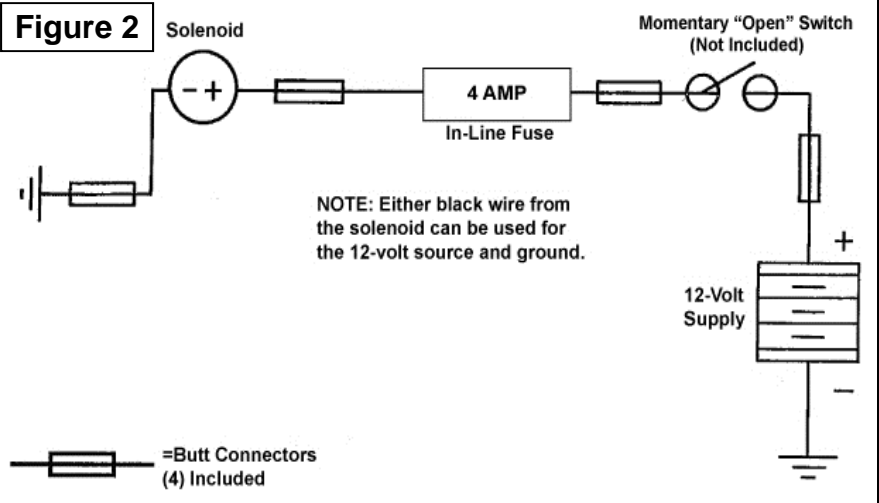 Figure 2
Solenoid
Momentary “Open” Switch
(Not Included)
- +
4 AMP
In-Line Fuse
NOTE: Either black wire from
the solenoid can be used for
the 12-volt source and ground.
+
12-Volt
Supply
-
=Butt Connectors
(4) Included